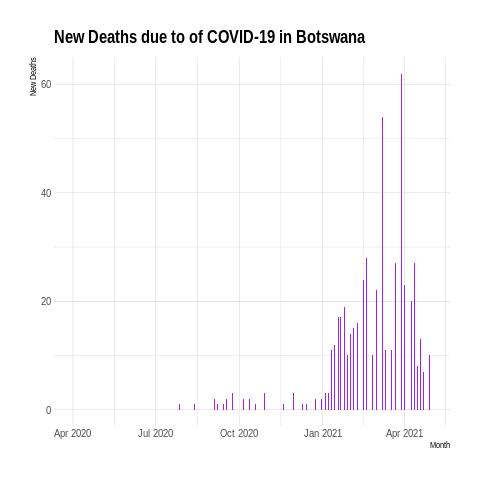 New Deaths due to of COVID-19 in Botswana
New Deaths
60
40
20
0
Apr 2020 Jul 2020 Oct 2020 Jan 2021 Apr 2021
Month